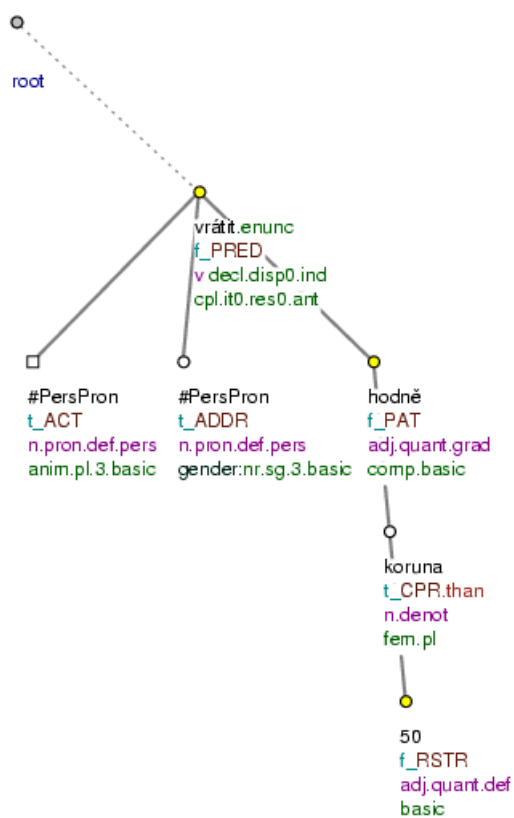 root
vrátit.enunc
f_PRED
v decl.disp0.ind
cpl.it0.res0.ant
#PersPron
t_ACT
n.pron.def.pers
anim.pl.3.basic
#PersPron
t_ADDR
n.pron.def.pers
gender:nr.sg.3.basic
hodně
f_PAT
adj.quant.grad
comp.basic
koruna
t_CPR.than
n.denot
fem.pl
50
f_RSTR
adj.quant.def
basic